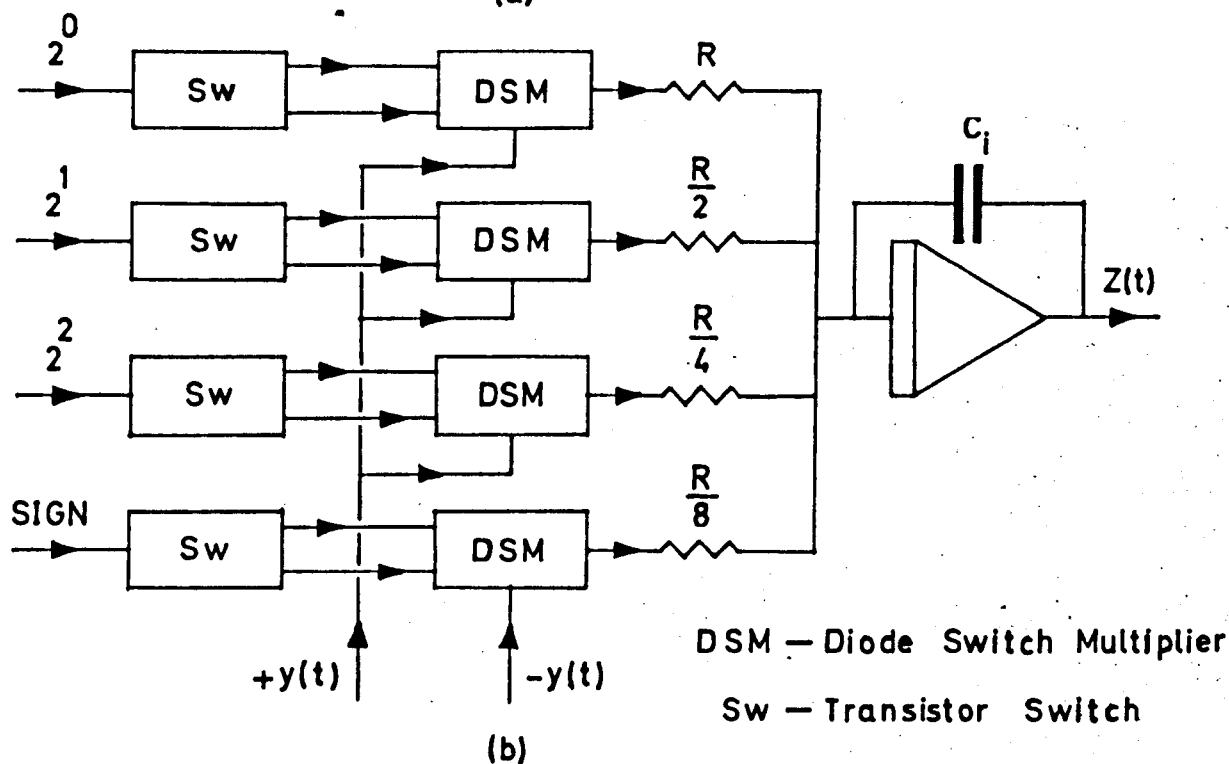 (a)
2^0
Sw
DSM
R
C_i
2^1
Sw
DSM
R/2
Z(t)
2^2
Sw
DSM
R/4
SIGN
Sw
DSM
R/8
+y(t)
-y(t)
DSM — Diode Switch Multiplier
Sw — Transistor Switch
(b)